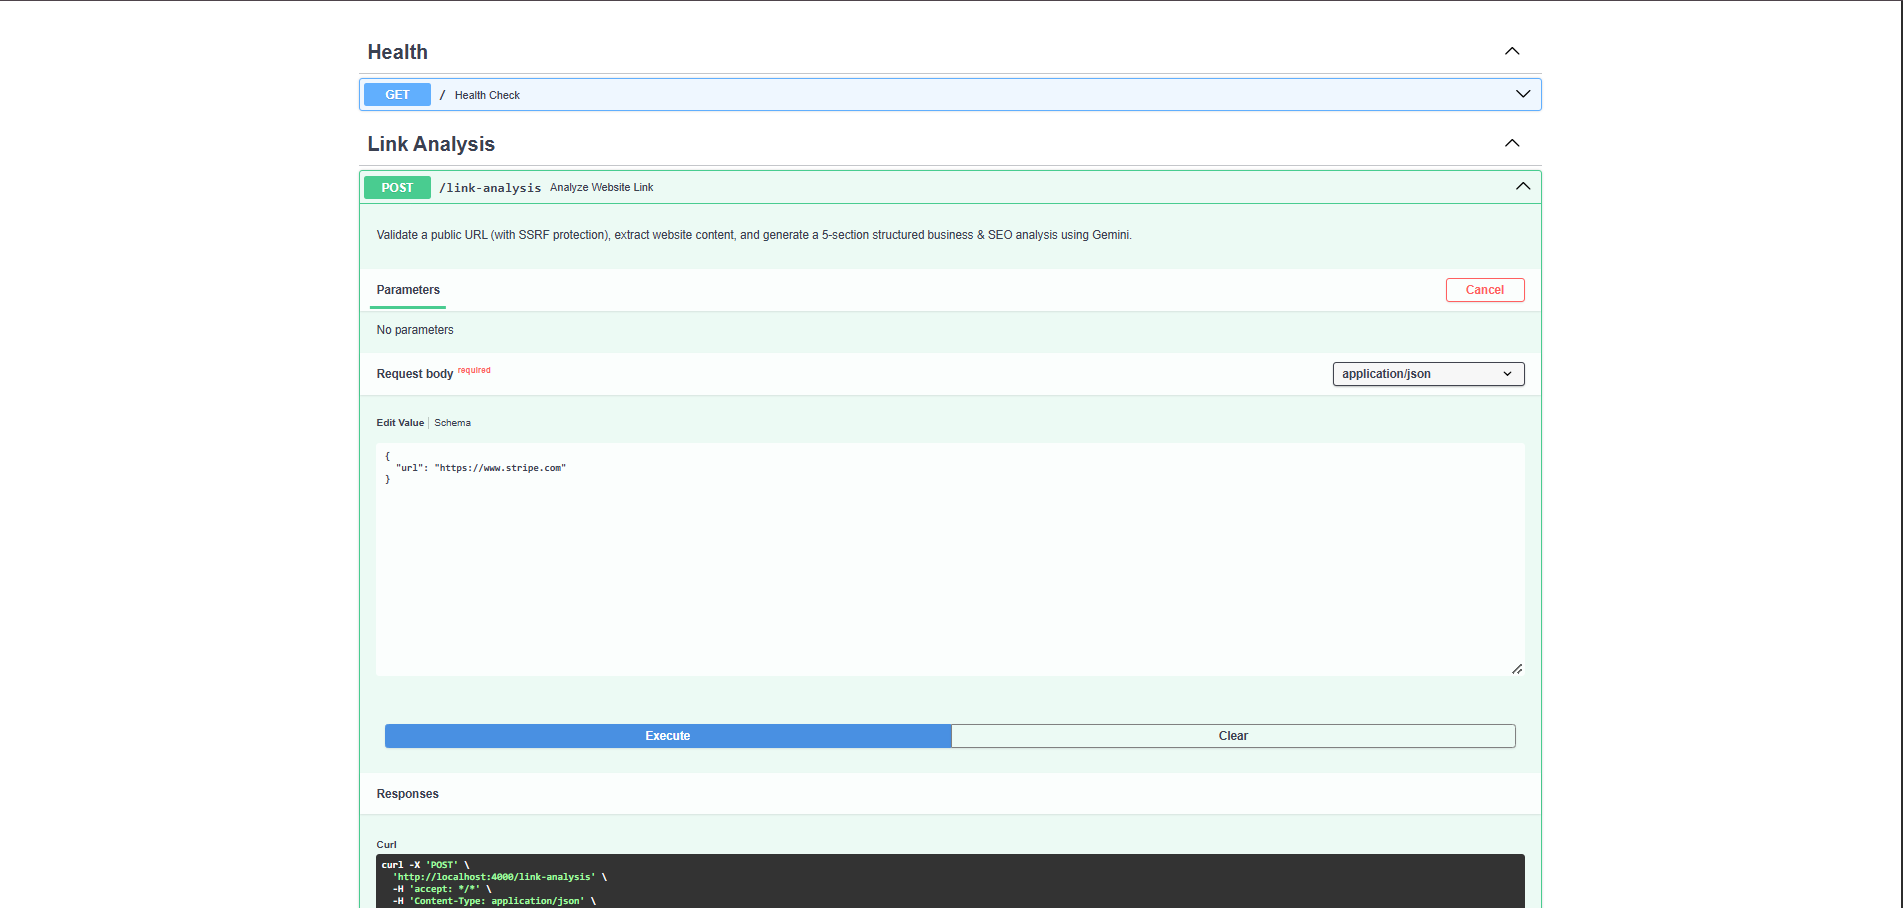 Health
GET / Health Check
Link Analysis
POST /link-analysis Analyze Website Link
Validate a public URL (with SSRF protection), extract website content, and generate a 5-section structured business & SEO analysis using Gemini.
Parameters
Cancel
No parameters
Request body required
application/json
Edit Value | Schema
{
  "url": "https://www.stripe.com"
}
Execute
Clear
Responses
Curl
curl -X 'POST' \
  'http://localhost:4000/link-analysis' \
  -H 'accept: */*' \
  -H 'Content-Type: application/json' \